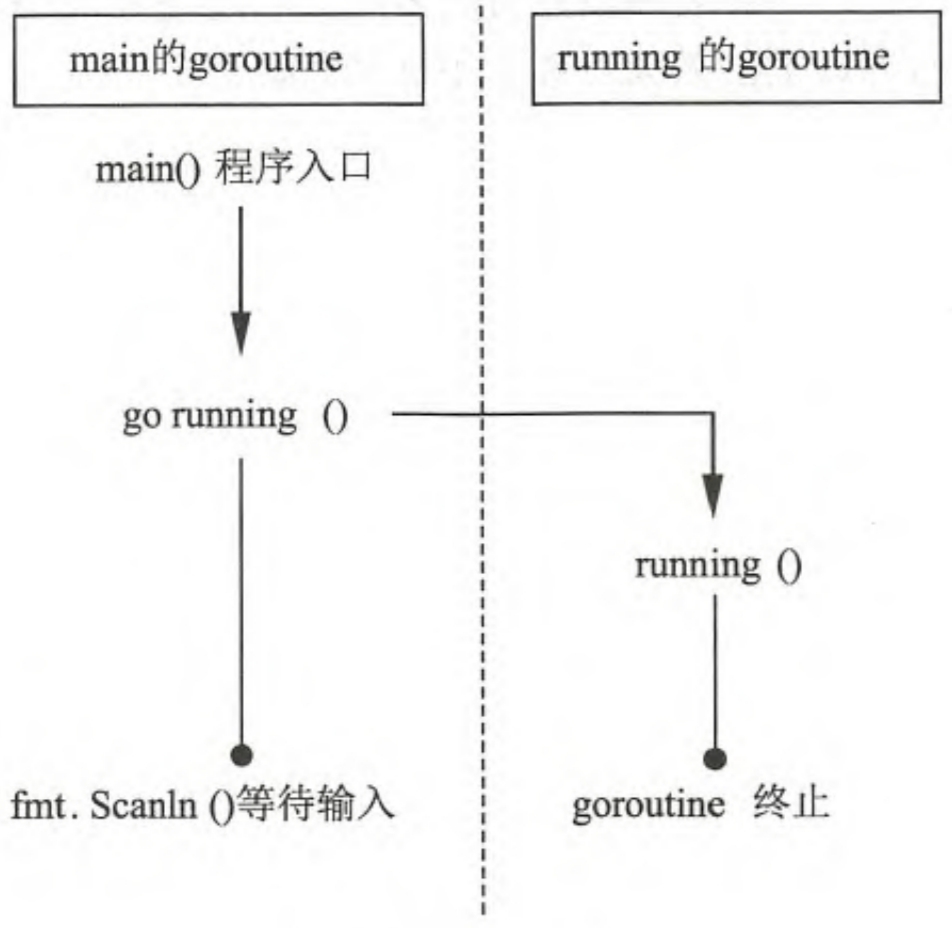 main的goroutine
running 的goroutine
main() 程序入口
go running ()
running ()
fmt. Scanln ()等待输入
goroutine 终止